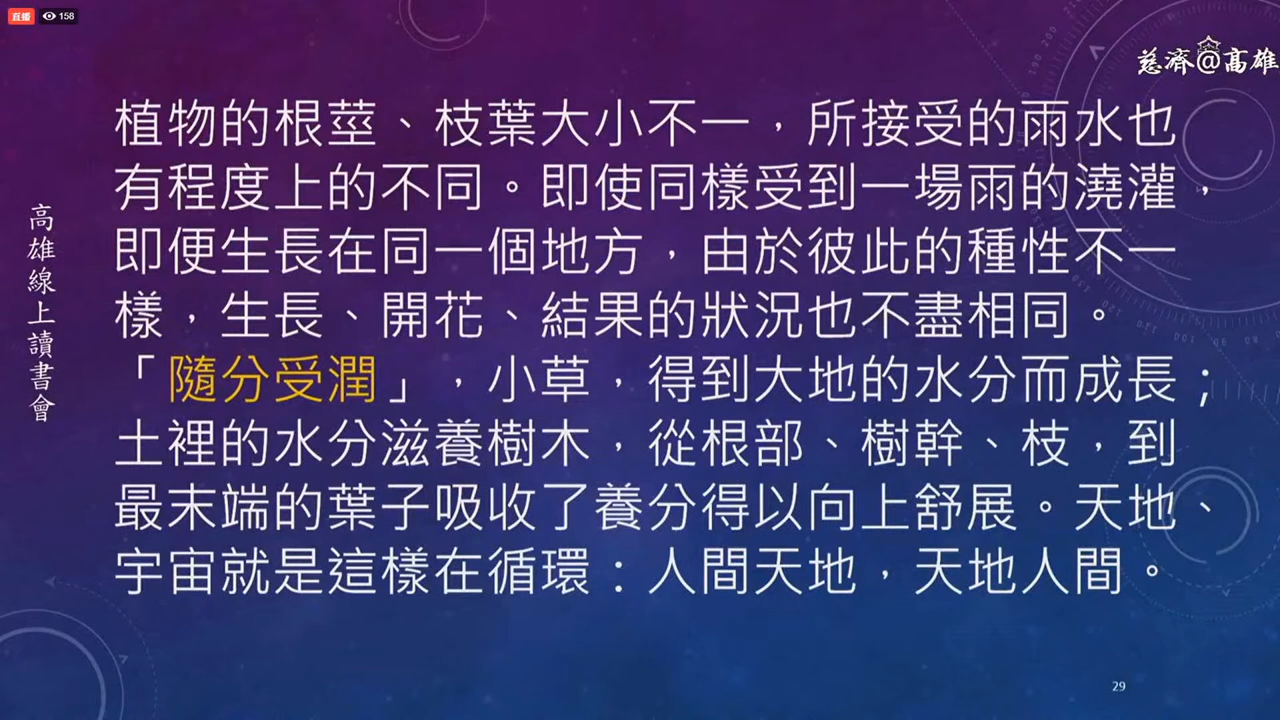 直播 158
慈濟@高雄
高雄線上讀書會
植物的根莖、枝葉大小不一，所接受的雨水也
有程度上的不同。即使同樣受到一場雨的澆灌，
即便生長在同一個地方，由於彼此的種性不一
樣，生長、開花、結果的狀況也不盡相同。
「隨分受潤」，小草，得到大地的水分而成長；
土裡的水分滋養樹木，從根部、樹幹、枝，到
最末端的葉子吸收了養分得以向上舒展。天地、
宇宙就是這樣在循環：人間天地，天地人間。
29